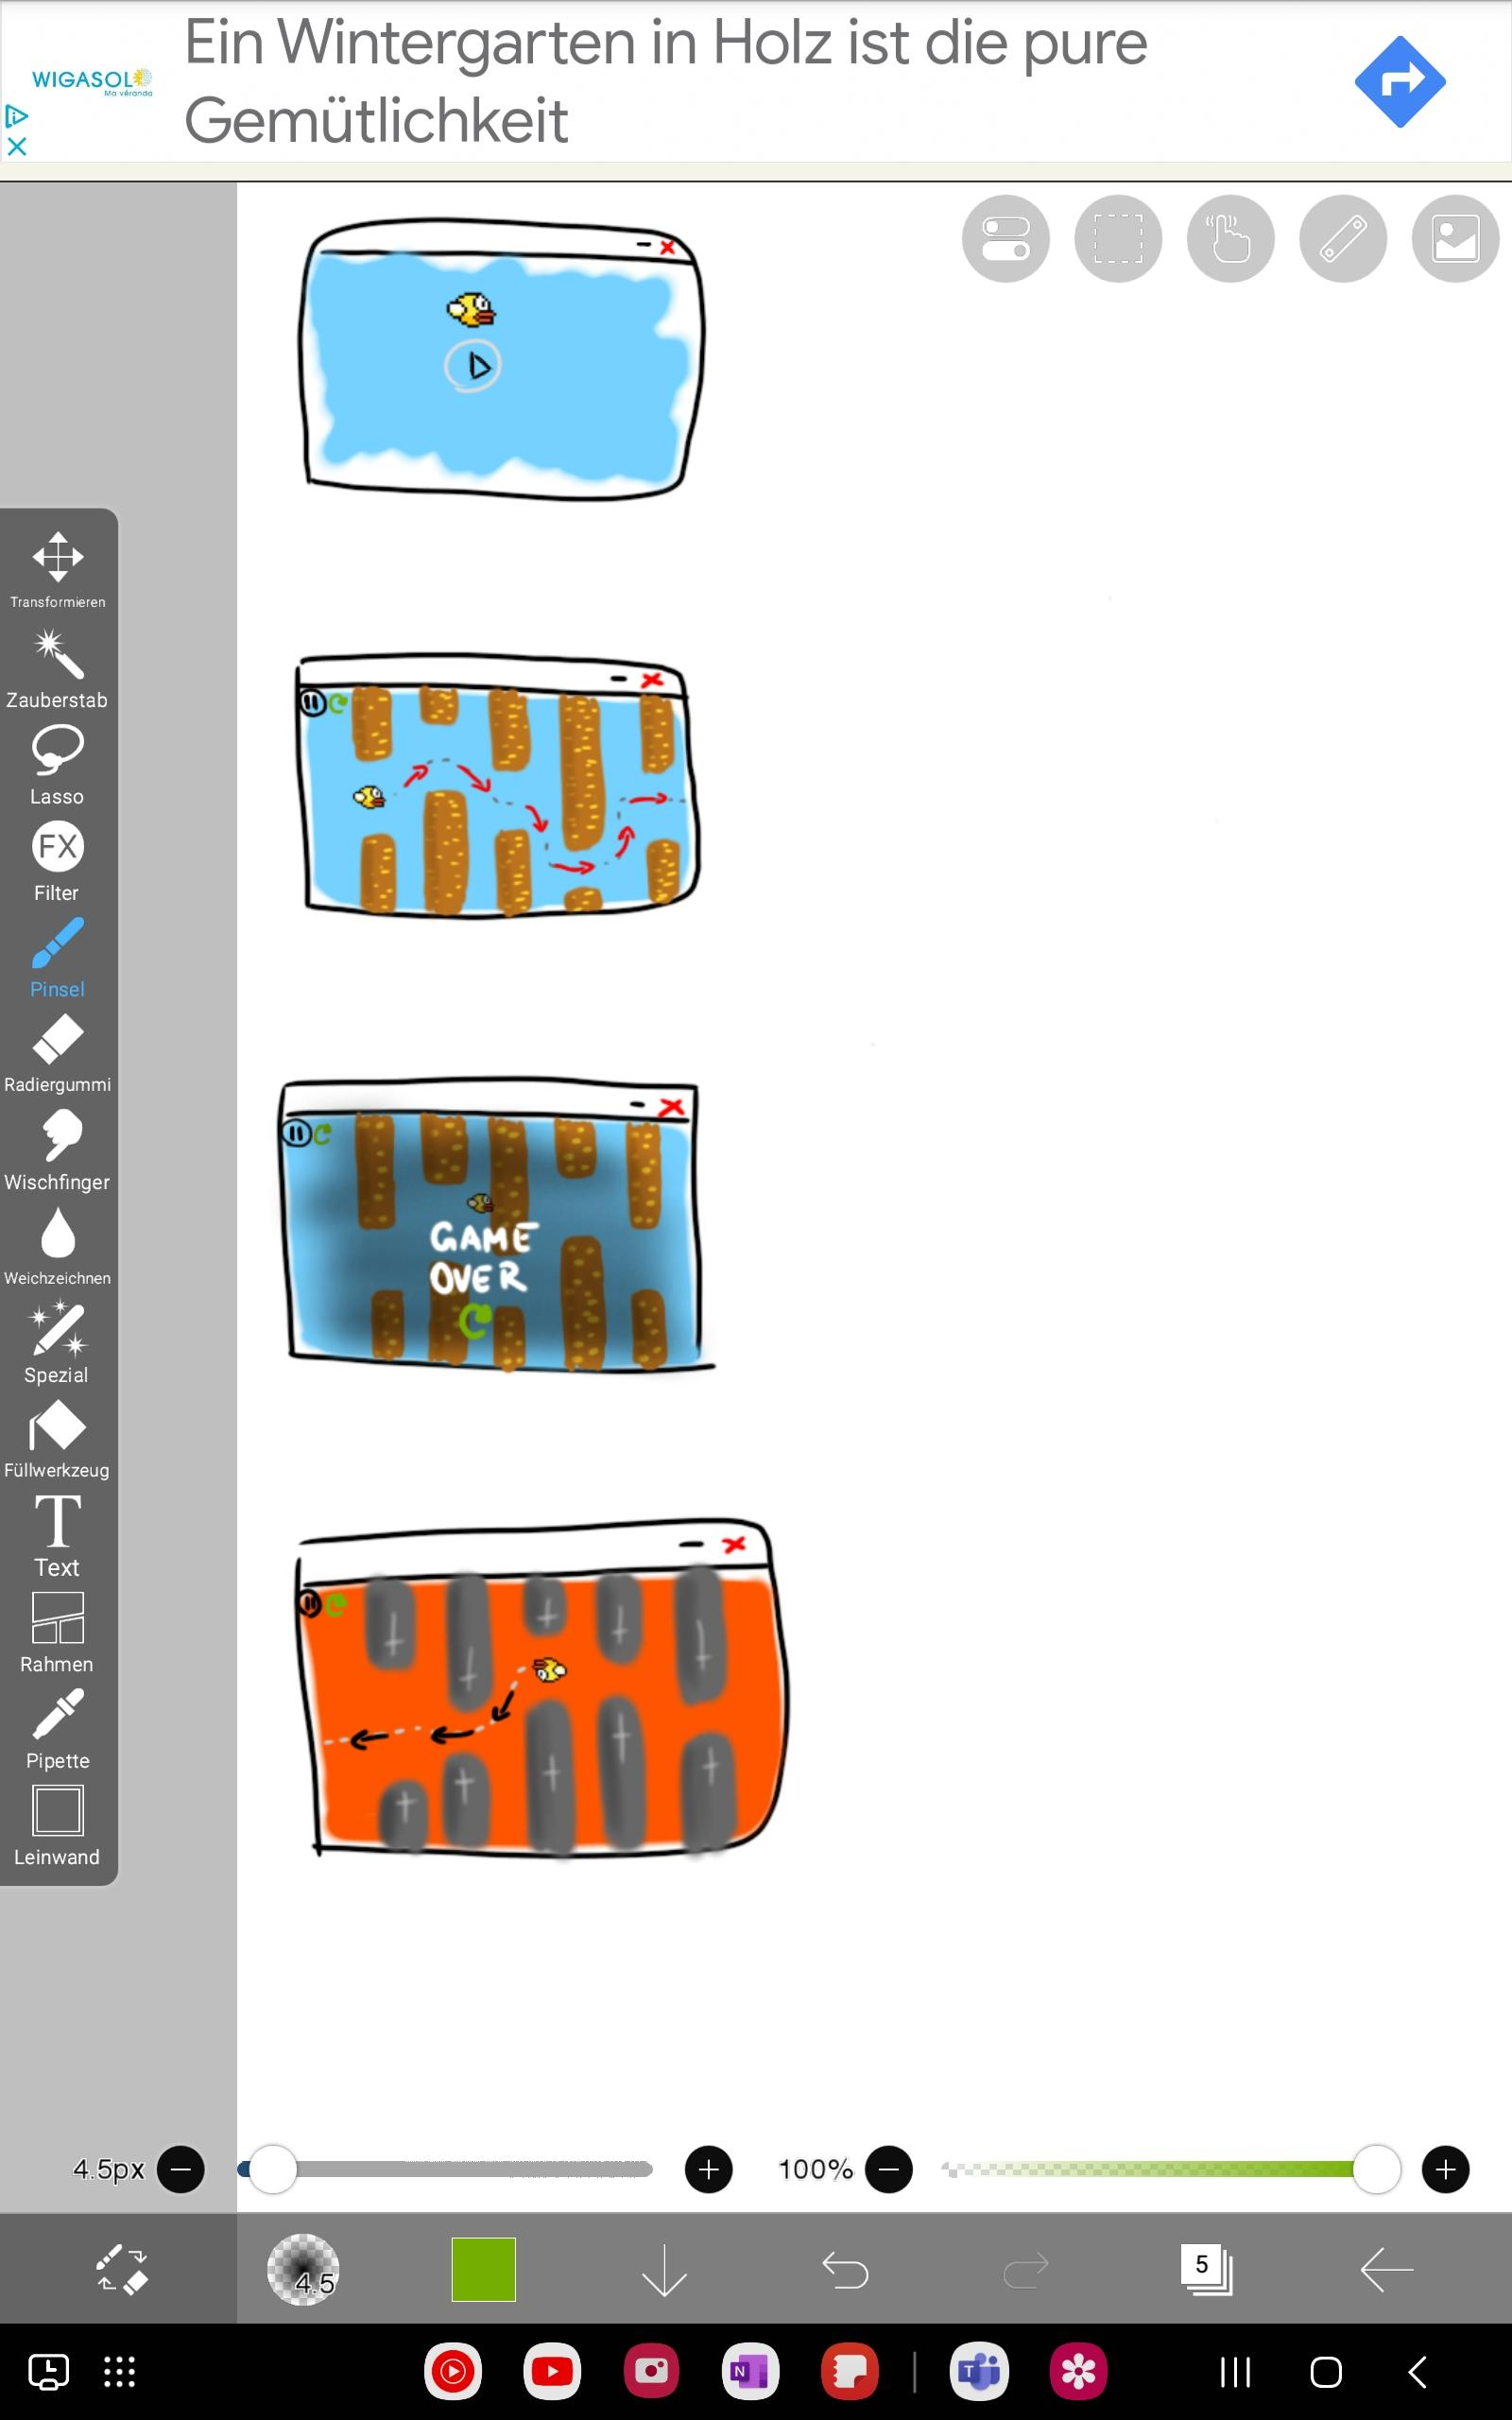 Ein Wintergarten in Holz ist die pure
Gemütlichkeit
WIGASOL
Ma véranda
Transformieren
Zauberstab
Lasso
FX
Filter
Pinsel
Radiergummi
Wischfinger
Weichzeichnen
Spezial
Füllwerkzeug
T
Text
Rahmen
Pipette
Leinwand
GAME
OVER
4.5px
100%
4.5
5
N
T